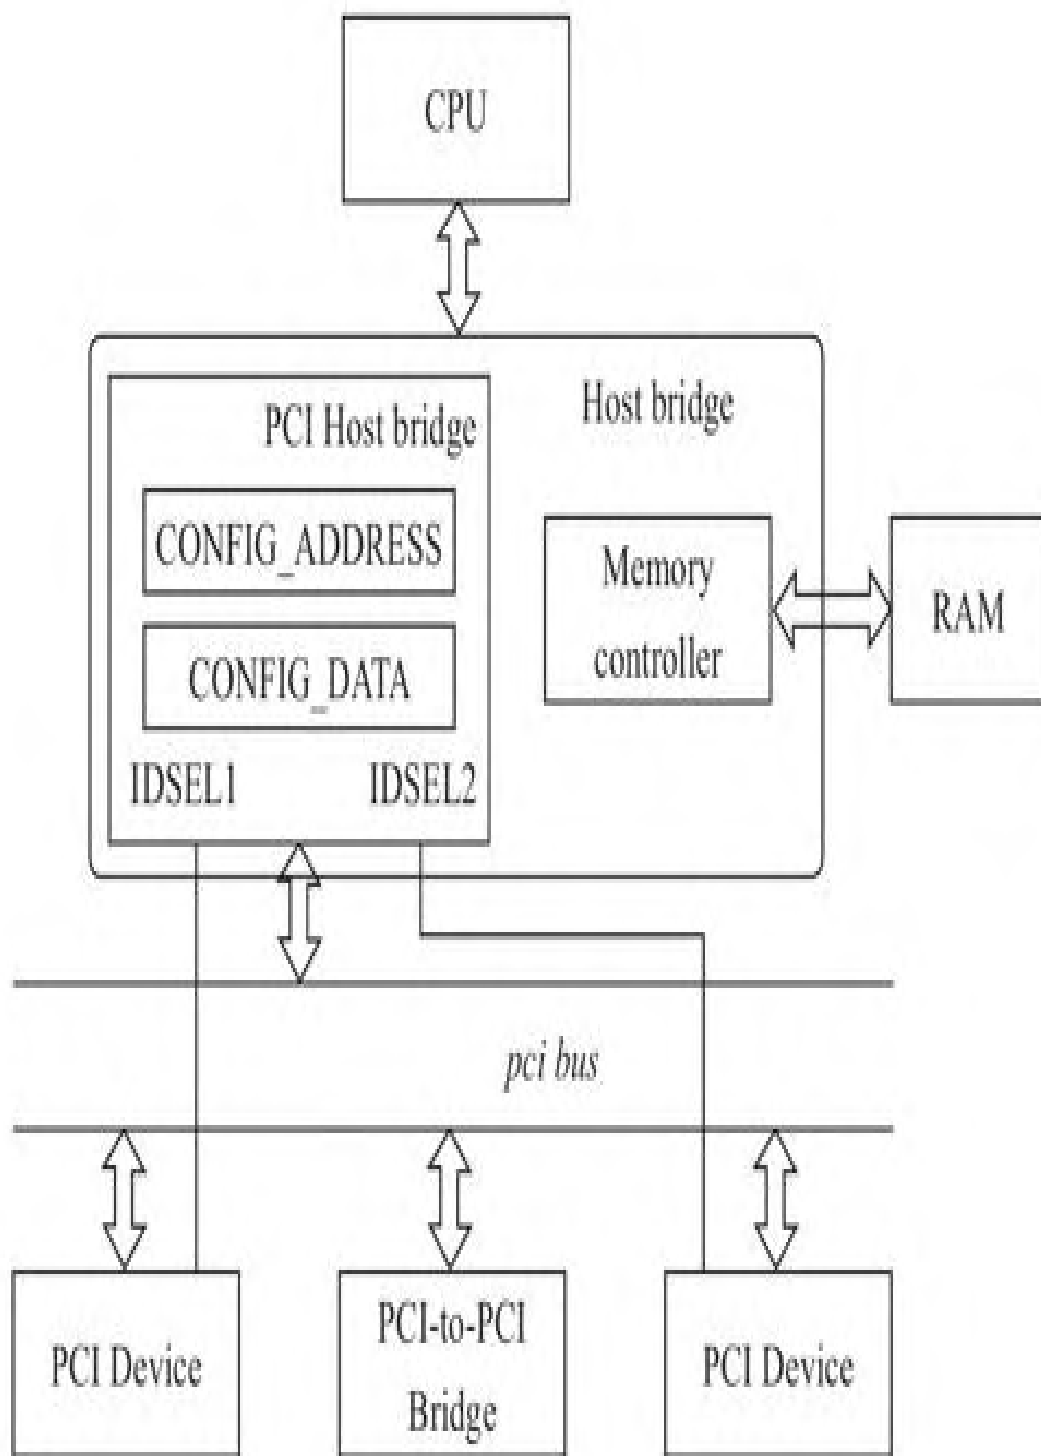 CPU
Host bridge
PCI Host bridge
CONFIG_ADDRESS
CONFIG_DATA
IDSEL1
IDSEL2
Memory
controller
RAM
pci bus
PCI Device
PCI-to-PCI
Bridge
PCI Device